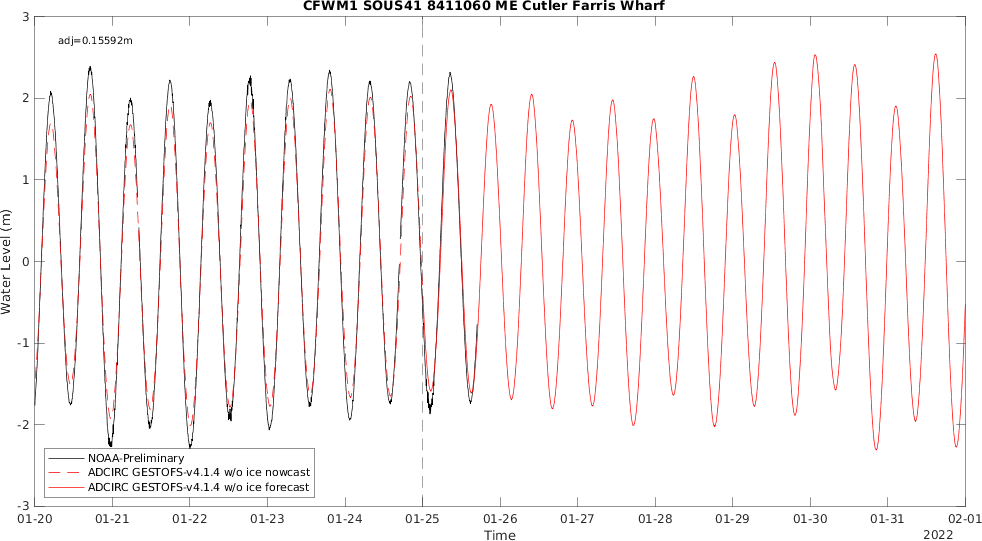 CFWM1 SOUS41 8411060 ME Cutler Farris Wharf
adj=0.15592m
3
2
1
0
-1
-2
-3
Water Level (m)
NOAA-Preliminary
ADCIRC GESTOFS-v4.1.4 w/o ice nowcast
ADCIRC GESTOFS-v4.1.4 w/o ice forecast
01-20 01-21 01-22 01-23 01-24 01-25 01-26 01-27 01-28 01-29 01-30 01-31 02-01
Time
2022